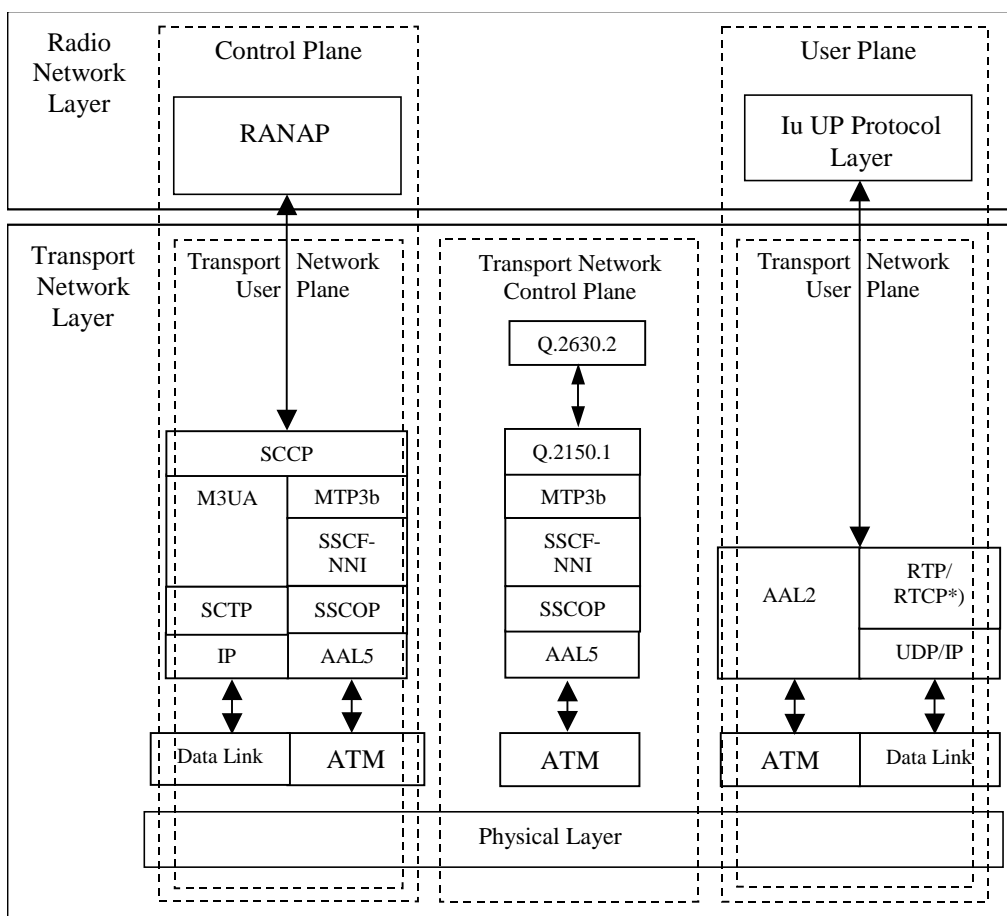 Radio
Network
Layer
Control Plane
RANAP
User Plane
Iu UP Protocol
Layer
Transport
Network
Layer
Transport Network
User Plane
Transport Network
Control Plane
Transport Network
User Plane
Q.2630.2
SCCP
M3UA
MTP3b
SSCF-
NNI
SCTP
SSCOP
IP
AAL5
Data Link
ATM
Q.2150.1
MTP3b
SSCF-
NNI
SSCOP
AAL5
ATM
AAL2
RTP/
RTCP*)
UDP/IP
ATM
Data Link
Physical Layer